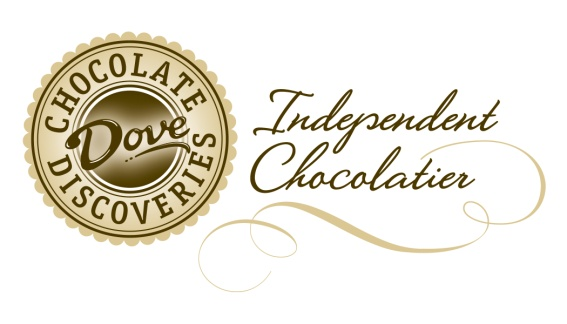 CHOCOLATE
Dove
DISCOVERIES
Independent
Chocolatier